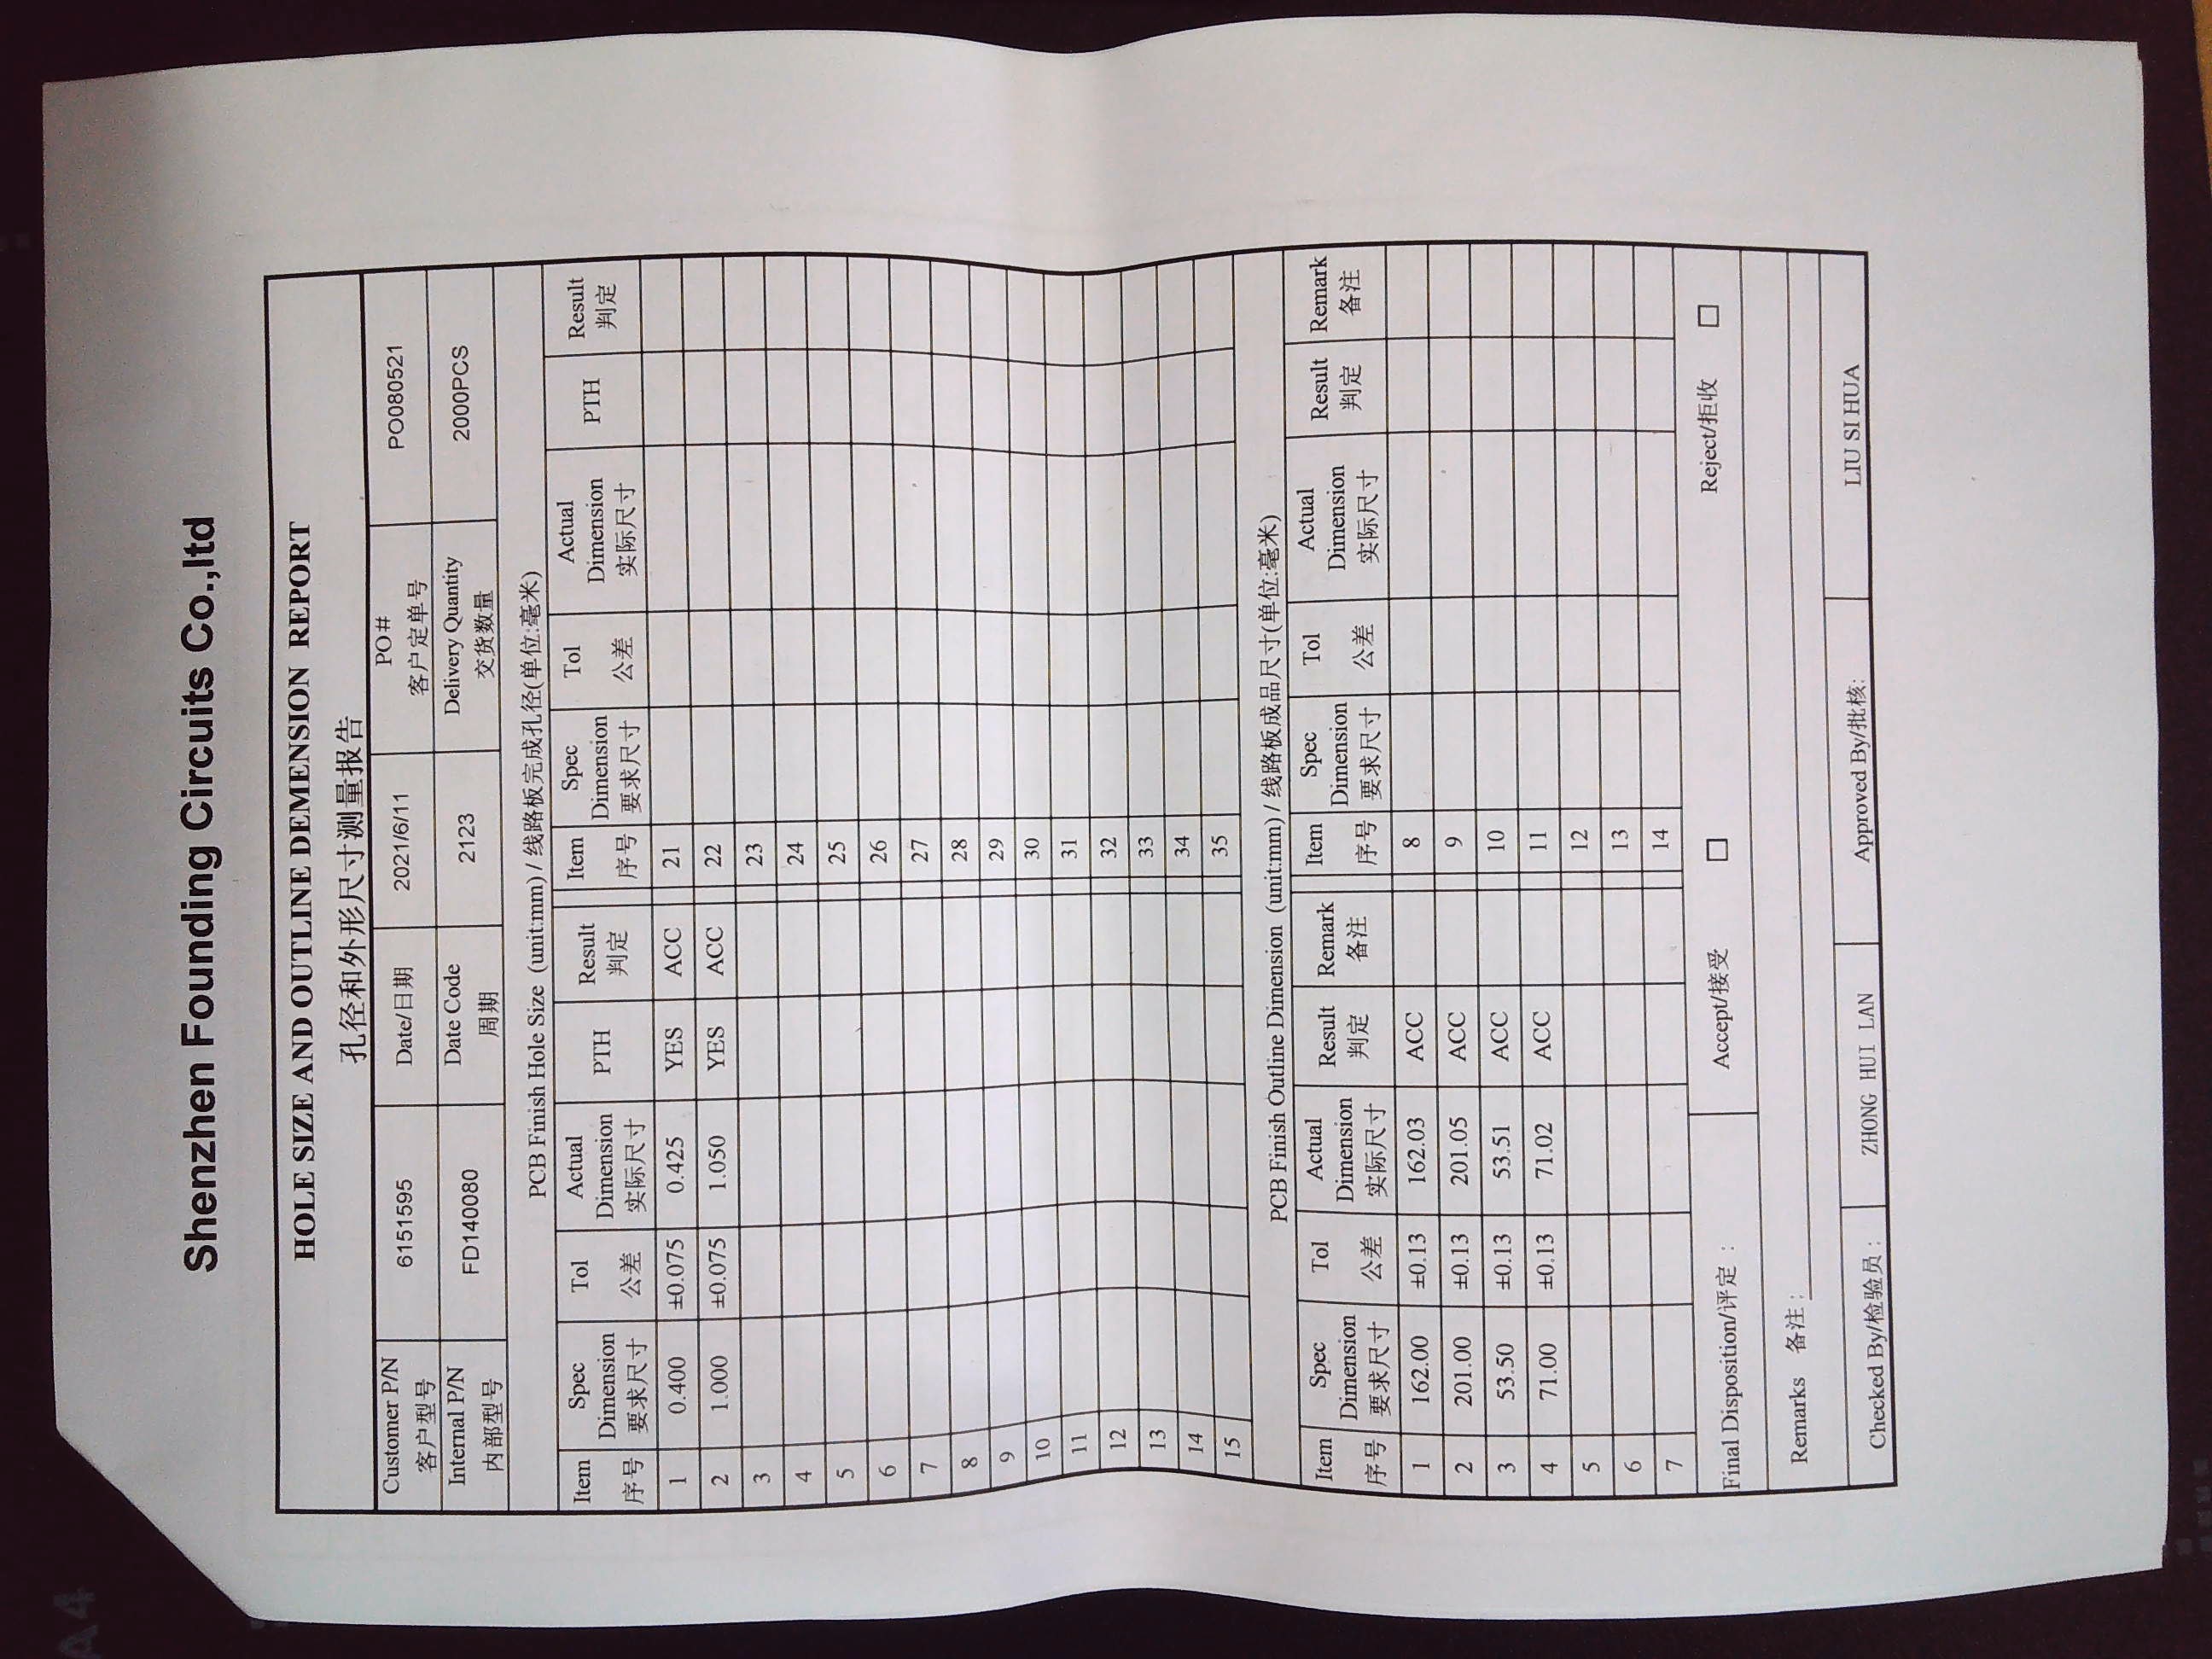 Shenzhen Founding Circuits Co.,ltd
HOLE SIZE AND OUTLINE DEMENSION REPORT
孔径和外形尺寸测量报告
Customer P/N 客户型号 6151595 Date/日期 2021/6/11 PO# 客户定单号 PO080521
Internal P/N 内部型号 FD140080 Date Code 周期 2123 Delivery Quantity 交货数量 2000PCS
PCB Finish Hole Size (unit:mm) / 线路板完成孔径(单位:毫米)
Item 序号 Spec Dimension 要求尺寸 Tol 公差 Actual Dimension 实际尺寸 PTH Result 判定 Item 序号 Spec Dimension 要求尺寸 Tol 公差 Actual Dimension 实际尺寸 PTH Result 判定
1 0.400 ±0.075 0.425 YES ACC 21
2 1.000 ±0.075 1.050 YES ACC 22
3 23
4 24
5 25
6 26
7 27
8 28
9 29
10 30
11 31
12 32
13 33
14 34
15 35
PCB Finish Outline Dimension (unit:mm) / 线路板成品尺寸(单位:毫米)
Item 序号 Spec Dimension 要求尺寸 Tol 公差 Actual Dimension 实际尺寸 Result 判定 Remark 备注 Item 序号 Spec Dimension 要求尺寸 Tol 公差 Actual Dimension 实际尺寸 Result 判定 Remark 备注
1 162.00 ±0.13 162.03 ACC 8
2 201.00 ±0.13 201.05 ACC 9
3 53.50 ±0.13 53.51 ACC 10
4 71.00 ±0.13 71.02 ACC 11
5 12
6 13
7 14
Final Disposition/评定: Accept/接受 □ Reject/拒收 □
Remarks 备注:
Checked By/检验员: ZHONG HUI LAN Approved By/批核: LIU SI HUA
A4